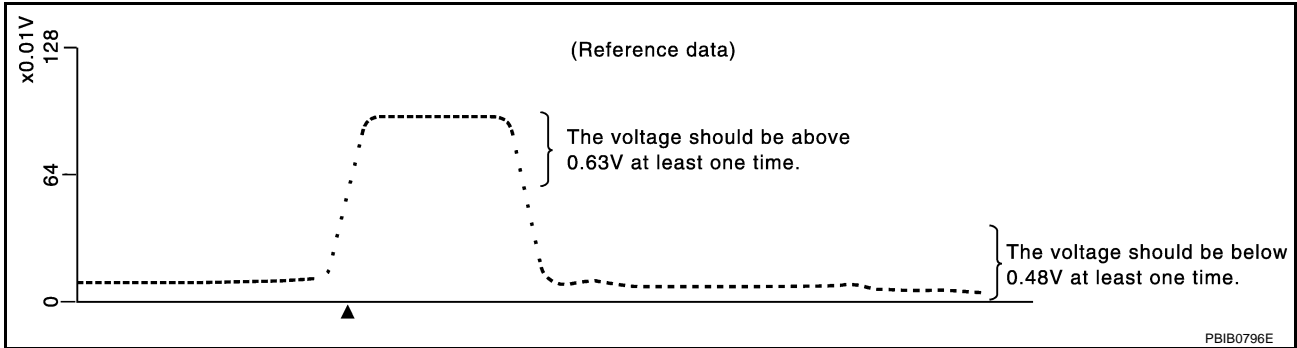 x0.01V
128
64
0
(Reference data)
The voltage should be above
0.63V at least one time.
The voltage should be below
0.48V at least one time.
PBIB0796E